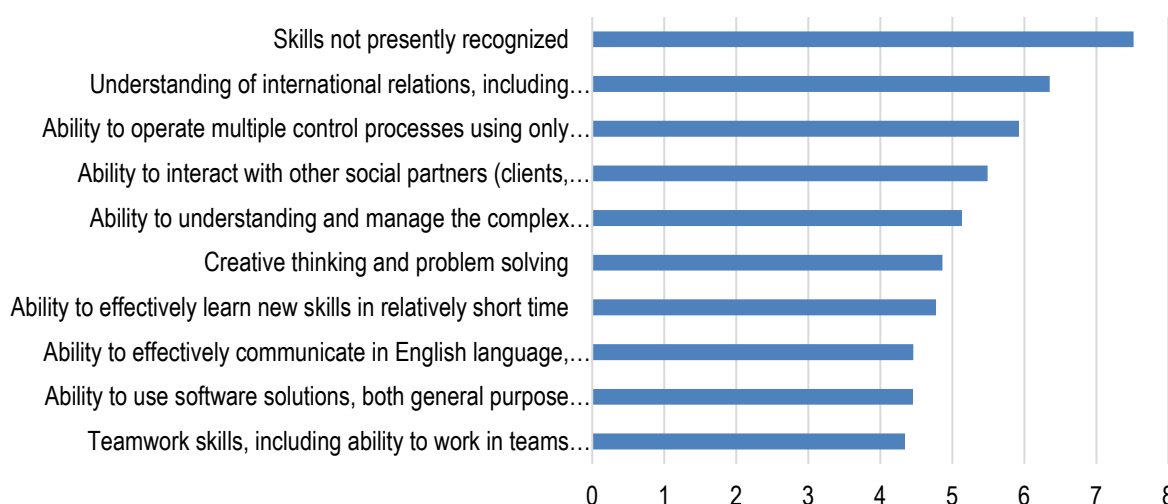 Skills not presently recognized
Understanding of international relations, including…
Ability to operate multiple control processes using only…
Ability to interact with other social partners (clients,…
Ability to understanding and manage the complex…
Creative thinking and problem solving
Ability to effectively learn new skills in relatively short time
Ability to effectively communicate in English language,…
Ability to use software solutions, both general purpose…
Teamwork skills, including ability to work in teams…
0 1 2 3 4 5 6 7 8